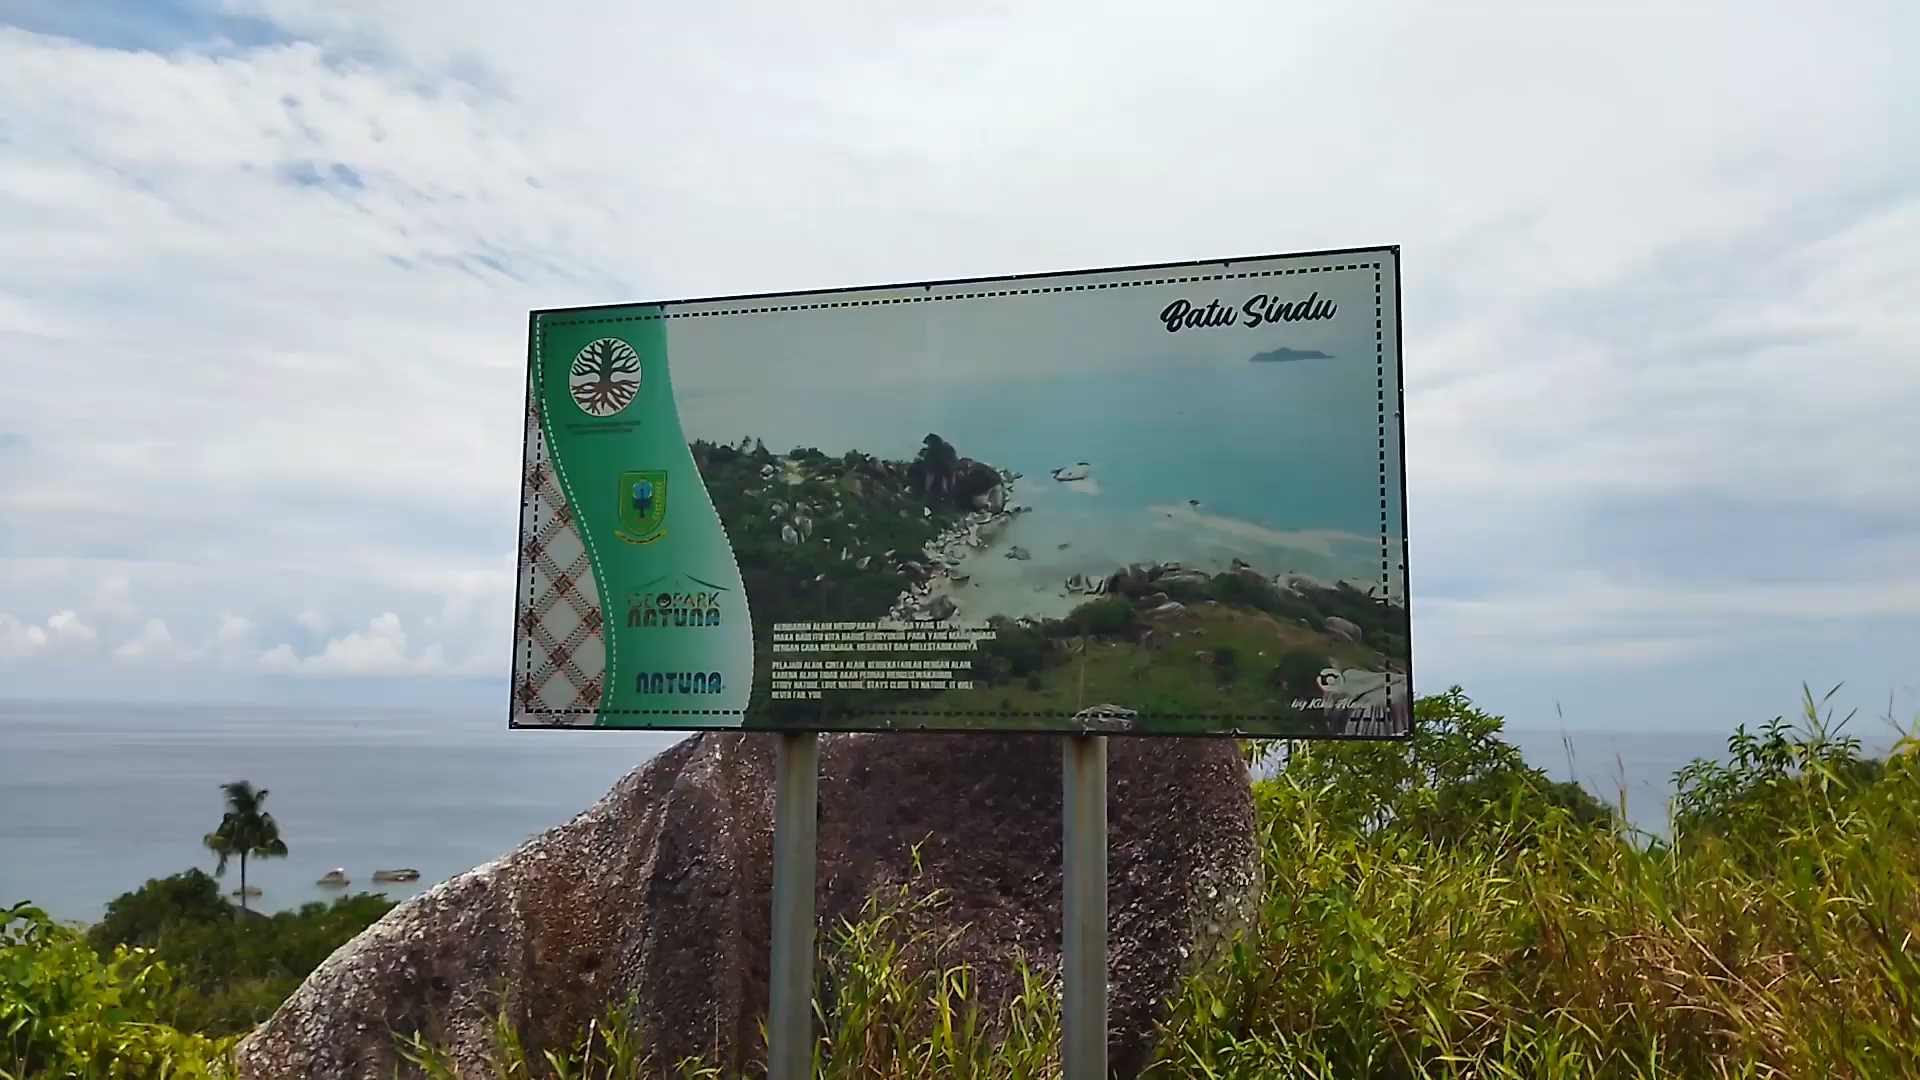 Batu Sindu
GEOPARK
NATUNA
NATUNA
KEINDAHAN ALAM MERUPAKAN YANG
MAKA DARI ITU KITA HARUS BERSYUKUR PADA YANG MAHA KUASA
DENGAN CARA MENJAGA, MERAWAT DAN MELESTARIKANNYA
PELAJARI ALAM, CINTA ALAM, BERDEKATANLAH DENGAN ALAM,
KARENA ALAM TIDAK AKAN PERNAH MENGECEWAKANMU.
STUDY NATURE, LOVE NATURE, STAYS CLOSE TO NATURE, IT WILL
NEVER FAIL YOU.
by